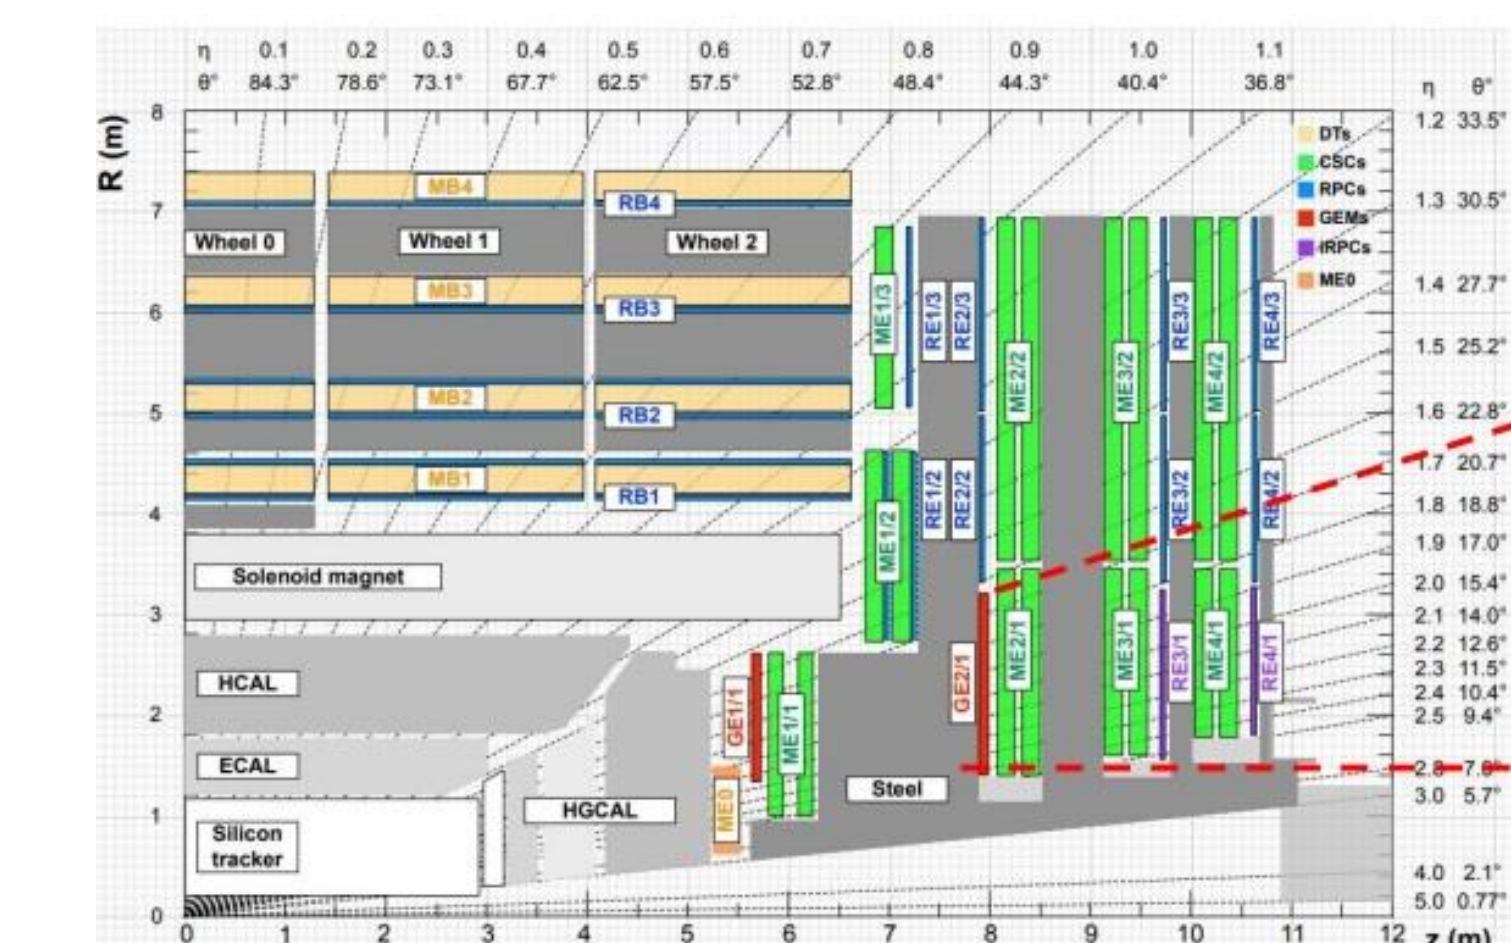 η 0.1 0.2 0.3 0.4 0.5 0.6 0.7 0.8 0.9 1.0 1.1
θ° 84.3° 78.6° 73.1° 67.7° 62.5° 57.5° 52.8° 48.4° 44.3° 40.4° 36.8° η θ°
8
R (m)
1.2 33.5°
DTs
CSCs
RPCs
GEMs
iRPCs
ME0
MB4
RB4
7
1.3 30.5°
Wheel 0 Wheel 1 Wheel 2
MB3
RB3
6
1.4 27.7°
ME1/3 RE1/3 RE2/3 ME2/2 ME3/2 RE3/3 ME4/2 RE4/3
1.5 25.2°
MB2
RB2
5
1.6 22.8°
MB1
RB1
1.7 20.7°
4
1.8 18.8°
ME1/2 RE1/2 RE2/2 RE3/2 RE4/2
1.9 17.0°
Solenoid magnet
2.0 15.4°
3
2.1 14.0°
2.2 12.6°
2.3 11.5°
2.4 10.4°
2.5 9.4°
HCAL
GE1/1 ME1/1 GE2/1 ME2/1 ME3/1 RE3/1 ME4/1 RE4/1
2
ECAL
Steel
2.8
3.0 5.7°
HGCAL
ME0
1
Silicon
tracker
4.0 2.1°
5.0 0.77°
0
0 1 2 3 4 5 6 7 8 9 10 11 12
z (m)